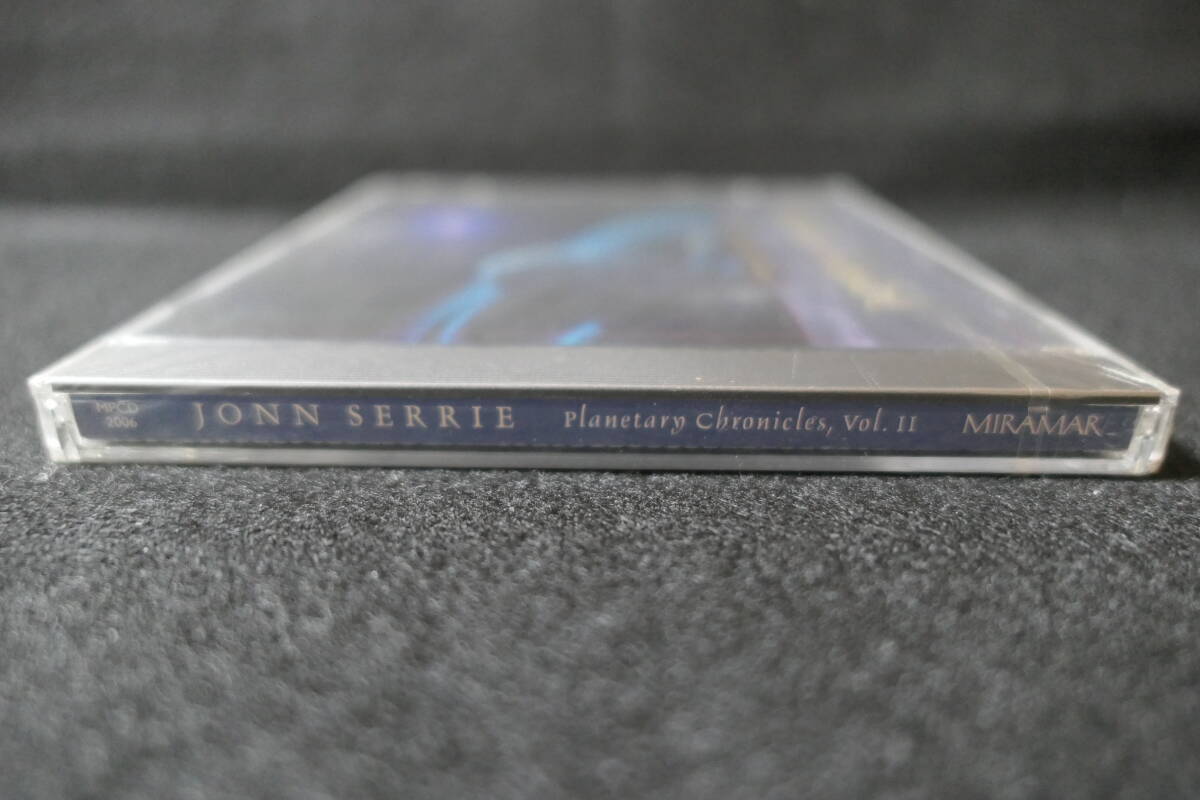 MPCD
2006
JONN SERRIE Planetary Chronicles, Vol. II MIRAMAR